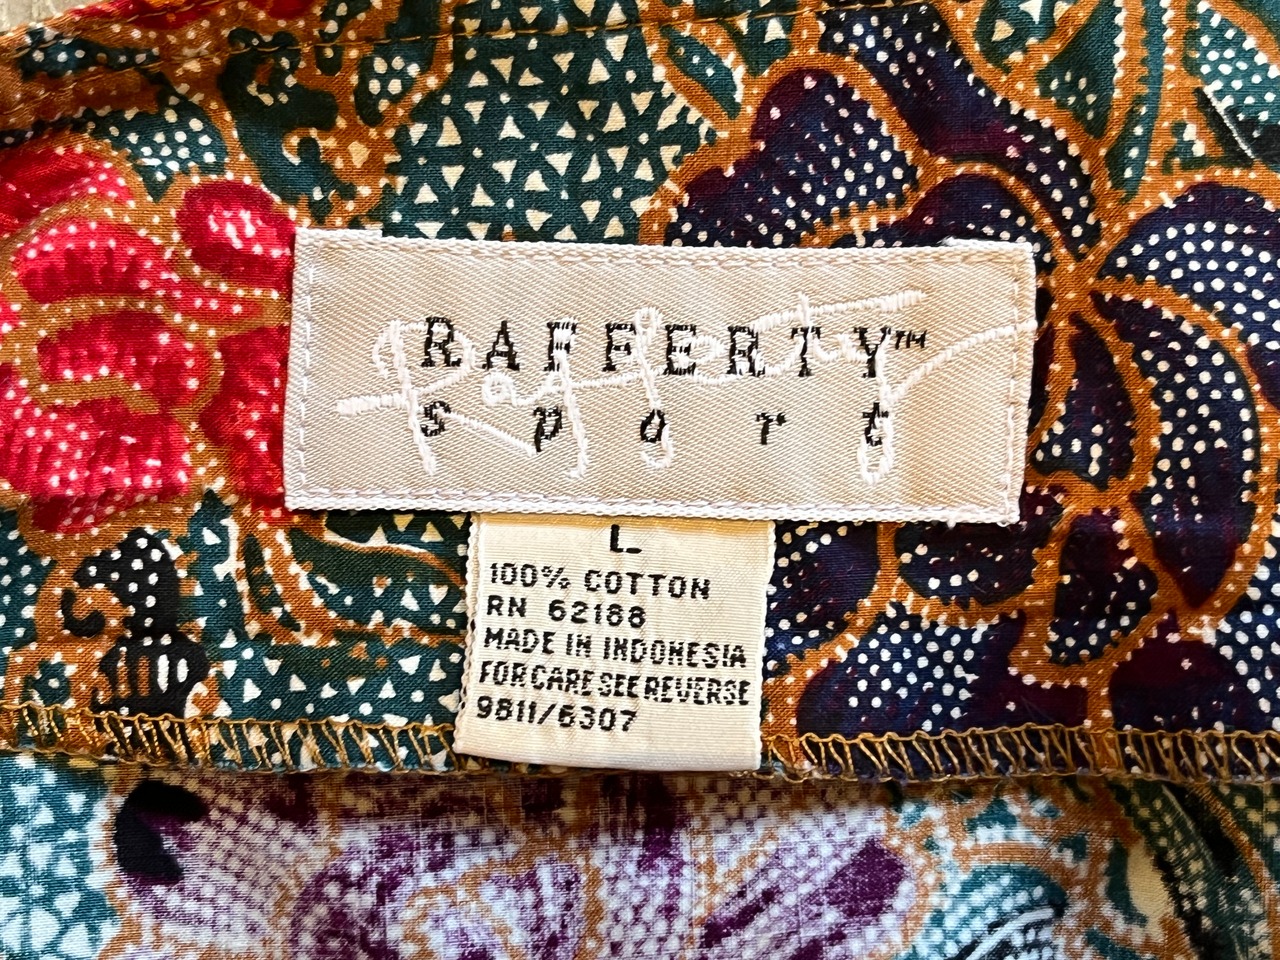 RAFFERTY™
sport
Rafferty
L
100% COTTON
RN 62188
MADE IN INDONESIA
FOR CARE SEE REVERSE
9811/6307